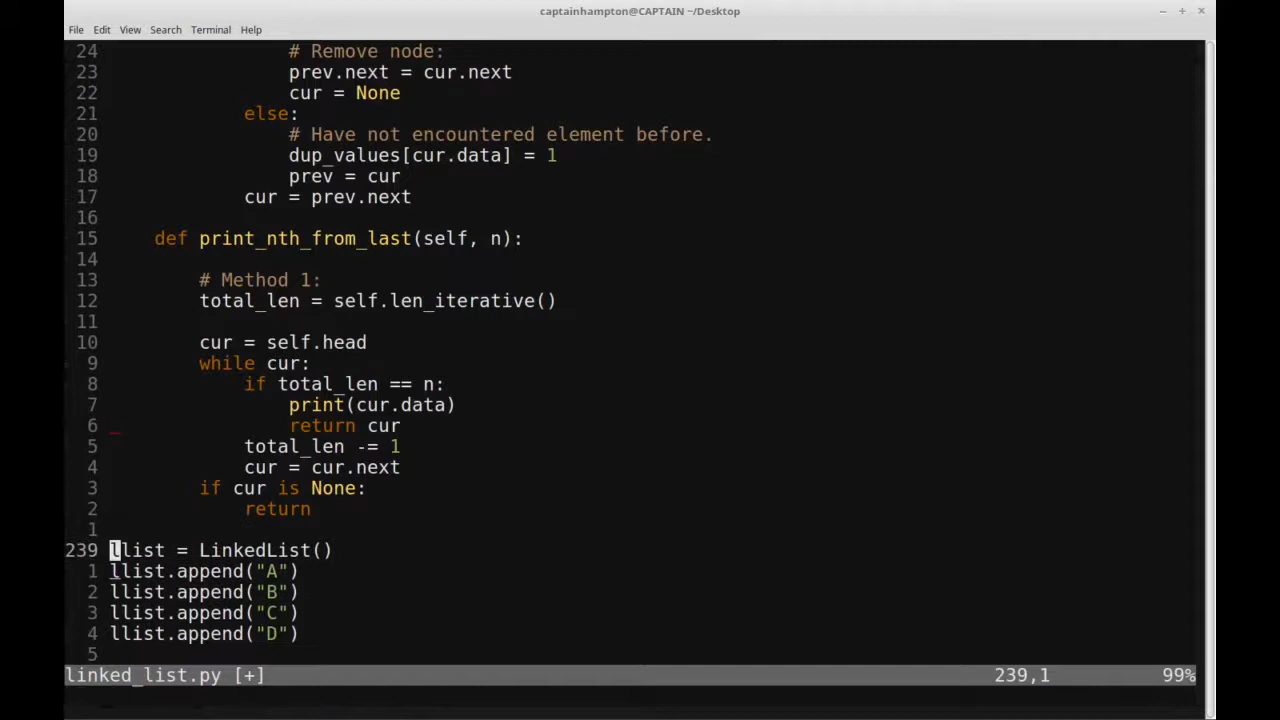 captainhampton@CAPTAIN ~/Desktop
File Edit View Search Terminal Help
24                 # Remove node:
23                 prev.next = cur.next
22                 cur = None
21             else:
20                 # Have not encountered element before.
19                 dup_values[cur.data] = 1
18                 prev = cur
17             cur = prev.next
16
15     def print_nth_from_last(self, n):
14
13         # Method 1:
12         total_len = self.len_iterative()
11
10         cur = self.head
9         while cur:
8             if total_len == n:
7                 print(cur.data)
6                 return cur
5             total_len -= 1
4             cur = cur.next
3         if cur is None:
2             return
1
239 llist = LinkedList()
1 llist.append("A")
2 llist.append("B")
3 llist.append("C")
4 llist.append("D")
5
linked_list.py [+] 239,1 99%